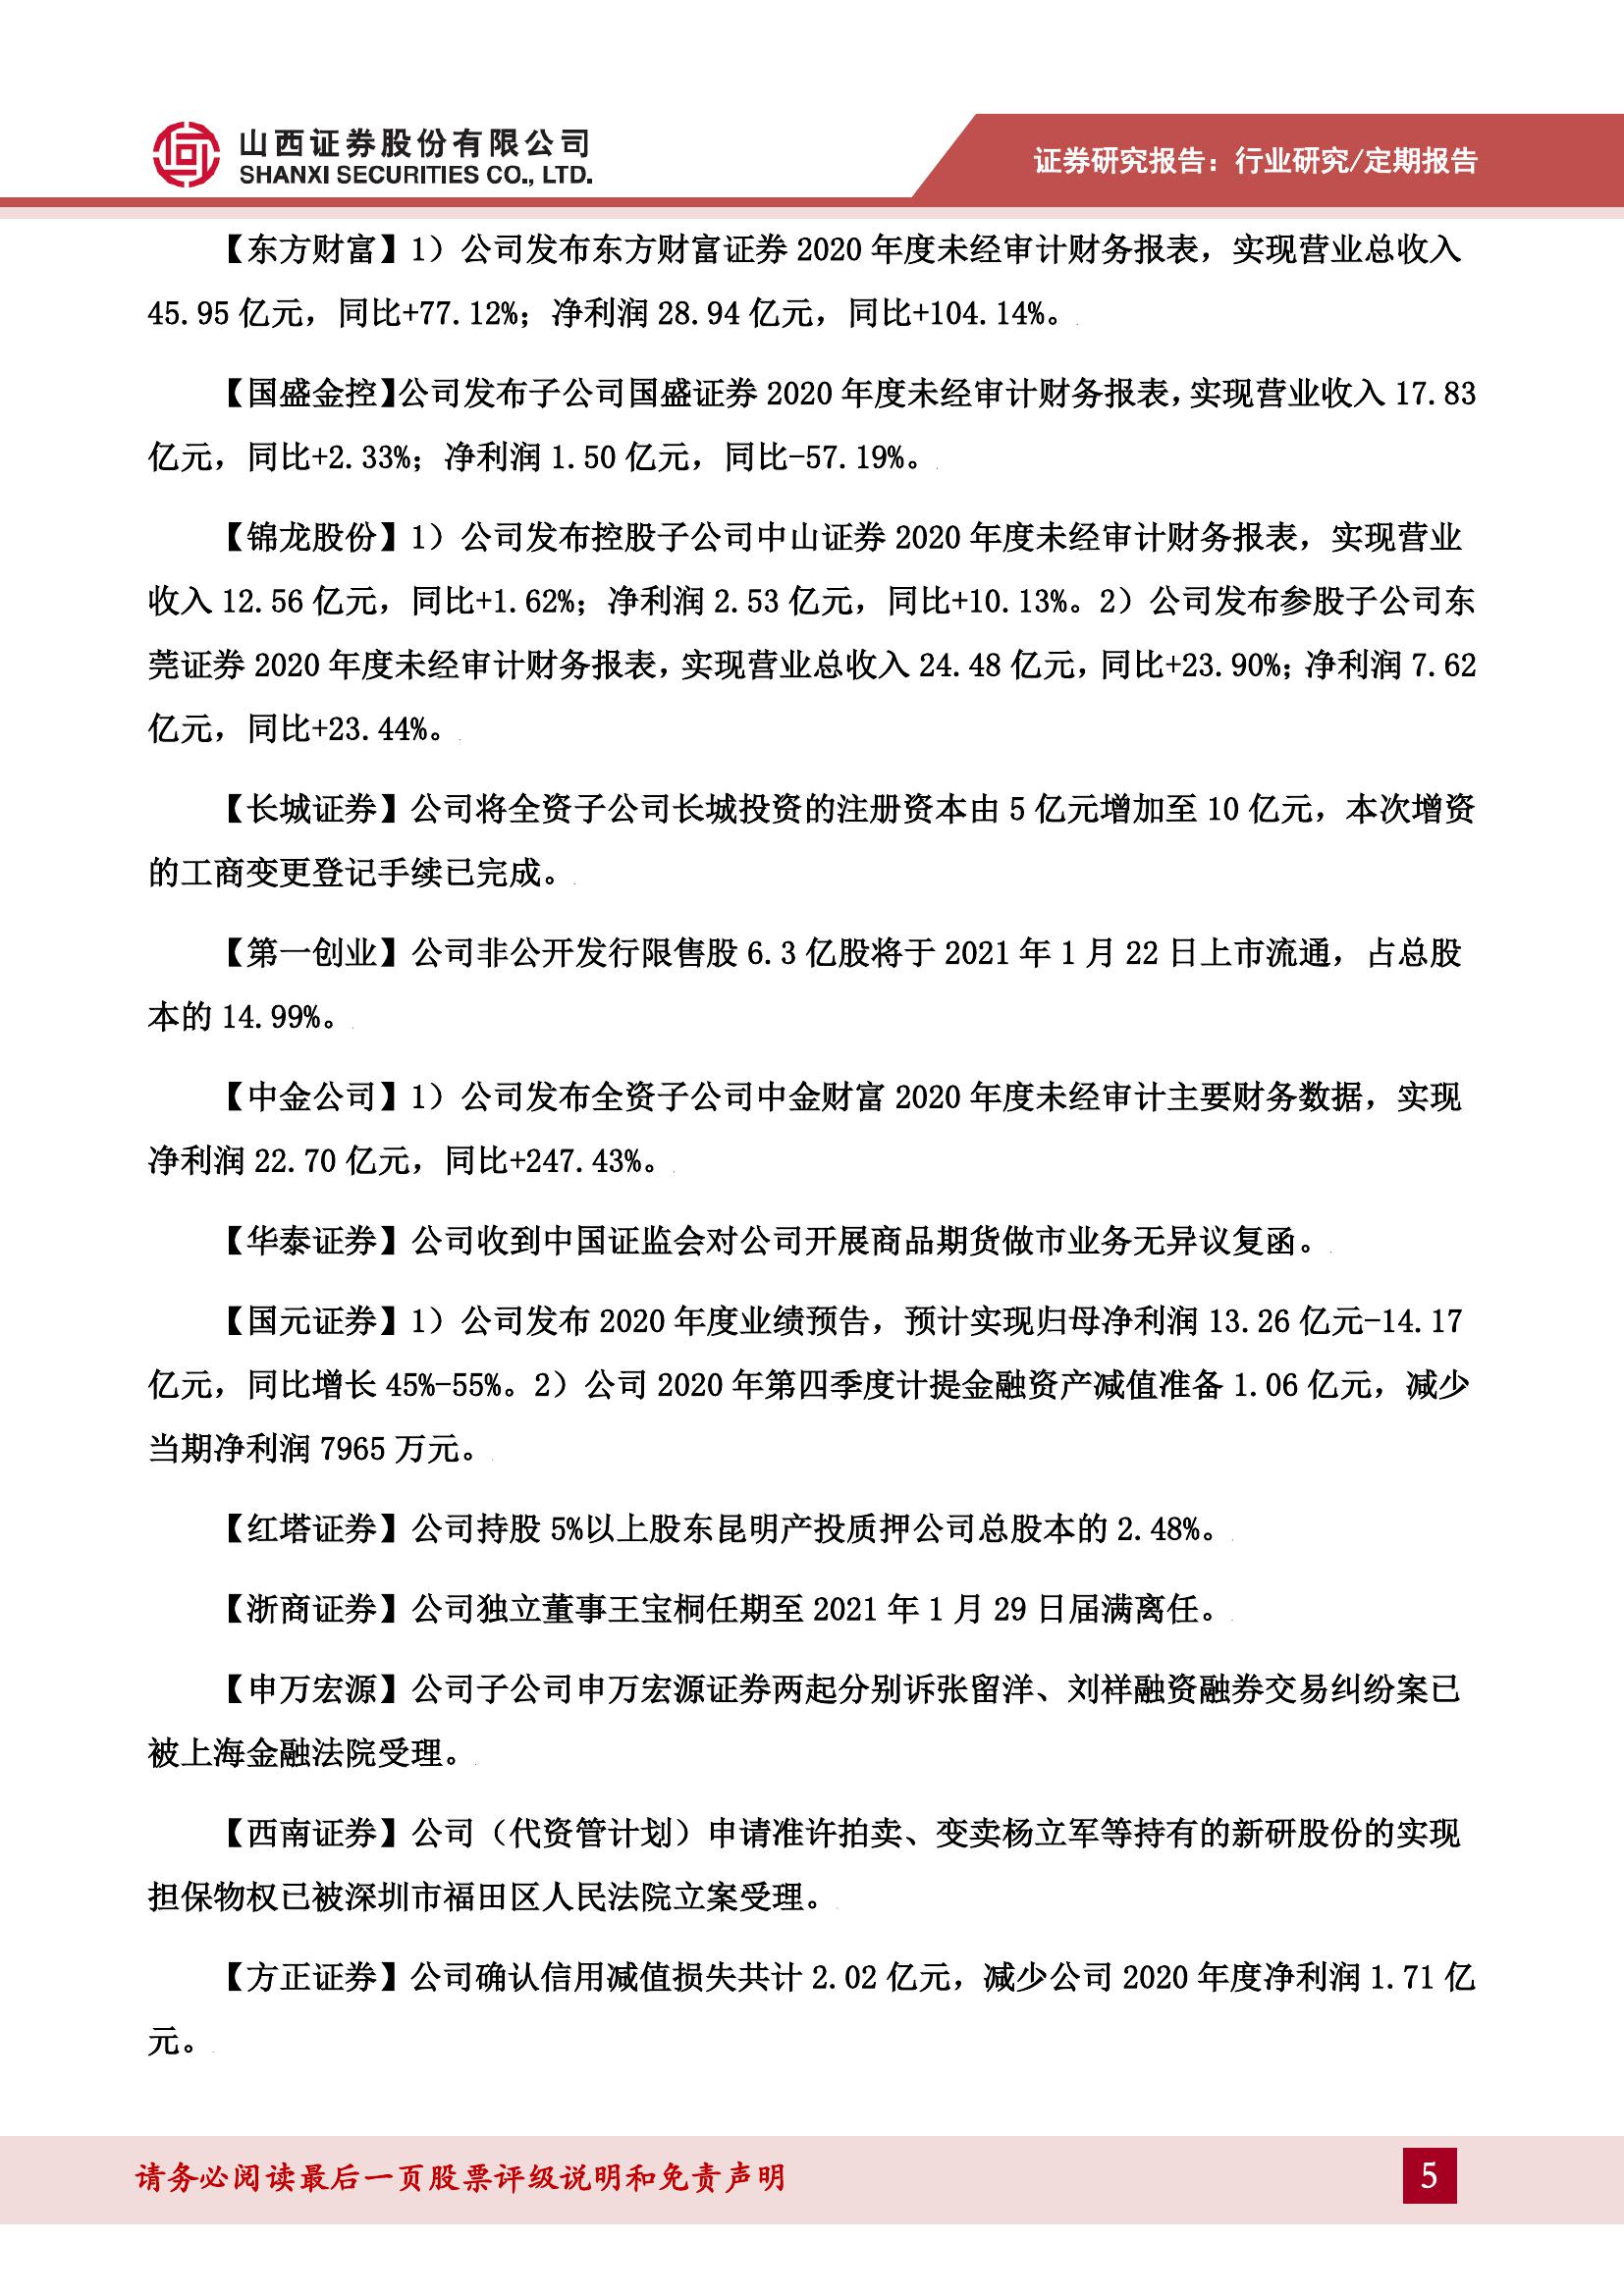 山西证券股份有限公司
SHANXI SECURITIES CO., LTD.
证券研究报告：行业研究/定期报告
【东方财富】1）公司发布东方财富证券 2020 年度未经审计财务报表，实现营业总收入
45.95 亿元，同比+77.12%；净利润 28.94 亿元，同比+104.14%。
【国盛金控】公司发布子公司国盛证券 2020 年度未经审计财务报表，实现营业收入 17.83
亿元，同比+2.33%；净利润 1.50 亿元，同比-57.19%。
【锦龙股份】1）公司发布控股子公司中山证券 2020 年度未经审计财务报表，实现营业
收入 12.56 亿元，同比+1.62%；净利润 2.53 亿元，同比+10.13%。2）公司发布参股子公司东
莞证券 2020 年度未经审计财务报表，实现营业总收入 24.48 亿元，同比+23.90%；净利润 7.62
亿元，同比+23.44%。
【长城证券】公司将全资子公司长城投资的注册资本由 5 亿元增加至 10 亿元，本次增资
的工商变更登记手续已完成。
【第一创业】公司非公开发行限售股 6.3 亿股将于 2021 年 1 月 22 日上市流通，占总股
本的 14.99%。
【中金公司】1）公司发布全资子公司中金财富 2020 年度未经审计主要财务数据，实现
净利润 22.70 亿元，同比+247.43%。
【华泰证券】公司收到中国证监会对公司开展商品期货做市业务无异议复函。
【国元证券】1）公司发布 2020 年度业绩预告，预计实现归母净利润 13.26 亿元-14.17
亿元，同比增长 45%-55%。2）公司 2020 年第四季度计提金融资产减值准备 1.06 亿元，减少
当期净利润 7965 万元。
【红塔证券】公司持股 5%以上股东昆明产投质押公司总股本的 2.48%。
【浙商证券】公司独立董事王宝桐任期至 2021 年 1 月 29 日届满离任。
【申万宏源】公司子公司申万宏源证券两起分别诉张留洋、刘祥融资融券交易纠纷案已
被上海金融法院受理。
【西南证券】公司（代资管计划）申请准许拍卖、变卖杨立军等持有的新研股份的实现
担保物权已被深圳市福田区人民法院立案受理。
【方正证券】公司确认信用减值损失共计 2.02 亿元，减少公司 2020 年度净利润 1.71 亿
元。
请务必阅读最后一页股票评级说明和免责声明
5